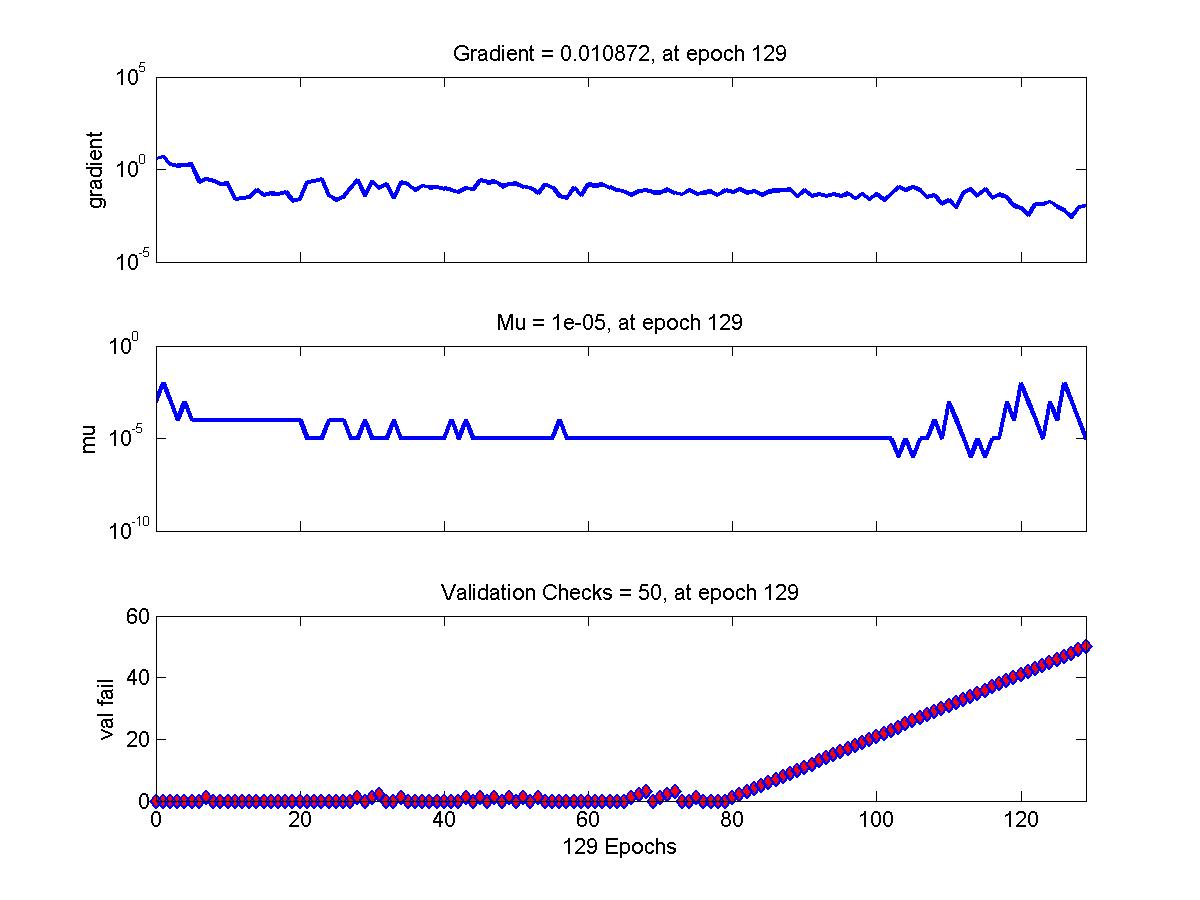 Gradient = 0.010872, at epoch 129
10^5
10^0
10^-5
gradient
Mu = 1e-05, at epoch 129
10^0
10^-5
10^-10
mu
Validation Checks = 50, at epoch 129
60
40
20
0
val fail
0 20 40 60 80 100 120
129 Epochs